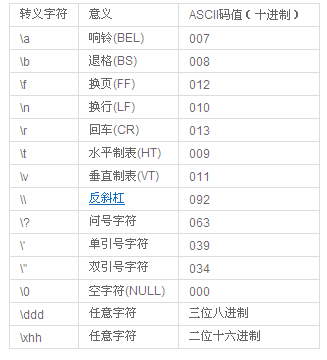 转义字符 意义 ASCII码值（十进制）
\a 响铃(BEL) 007
\b 退格(BS) 008
\f 换页(FF) 012
\n 换行(LF) 010
\r 回车(CR) 013
\t 水平制表(HT) 009
\v 垂直制表(VT) 011
\\ 反斜杠 092
\? 问号字符 063
\' 单引号字符 039
\" 双引号字符 034
\0 空字符(NULL) 000
\ddd 任意字符 三位八进制
\xhh 任意字符 二位十六进制